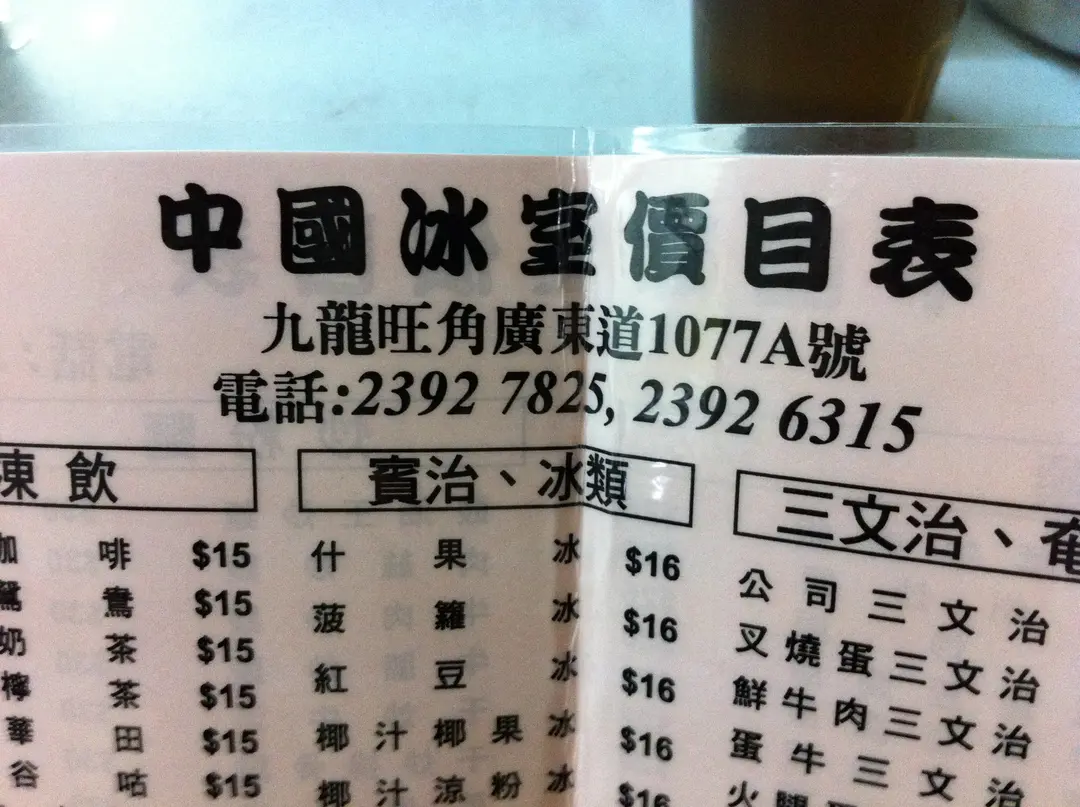 中國冰室價目表
九龍旺角廣東道1077A號
電話:2392 7825, 2392 6315
凍飲
咖啡 $15
鴛鴦 $15
奶茶 $15
檸茶 $15
華田 $15
谷咕 $15
賓治、冰類
什果冰 $16
菠蘿冰 $16
紅豆冰 $16
椰汁椰果冰 $16
椰汁涼粉冰 $16
三文治、奄
公司三文治
叉燒蛋三文治
鮮牛肉三文治
蛋牛三文治
火腿